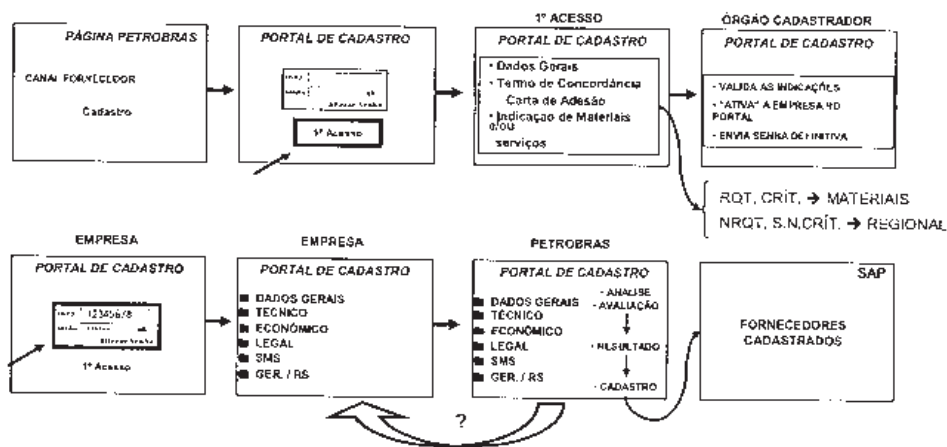 PÁGINA PETROBRAS
CANAL FORNECEDOR
Cadastro
PORTAL DE CADASTRO
Alterar Senha
1º Acesso
1º ACESSO
PORTAL DE CADASTRO
• Dados Gerais
• Termo de Concordância
Carta de Adesão
• Indicação de Materiais
e/ou
serviços
ÓRGÃO CADASTRADOR
PORTAL DE CADASTRO
- VALIDA AS INDICAÇÕES
- "ATIVA" A EMPRESA NO
PORTAL
- ENVIA SENHA DEFINITIVA
RQT, CRÍT. → MATERIAIS
NRQT, S.N,CRÍT. → REGIONAL
EMPRESA
PORTAL DE CADASTRO
12345678
Alterar Senha
1º Acesso
EMPRESA
PORTAL DE CADASTRO
DADOS GERAIS
TÉCNICO
ECONÔMICO
LEGAL
SMS
GER. / RS
PETROBRAS
PORTAL DE CADASTRO
DADOS GERAIS
TÉCNICO
ECONÔMICO
LEGAL
SMS
GER. / RS
- ANÁLISE
- AVALIAÇÃO
- RESULTADO
- CADASTRO
SAP
FORNECEDORES
CADASTRADOS
?